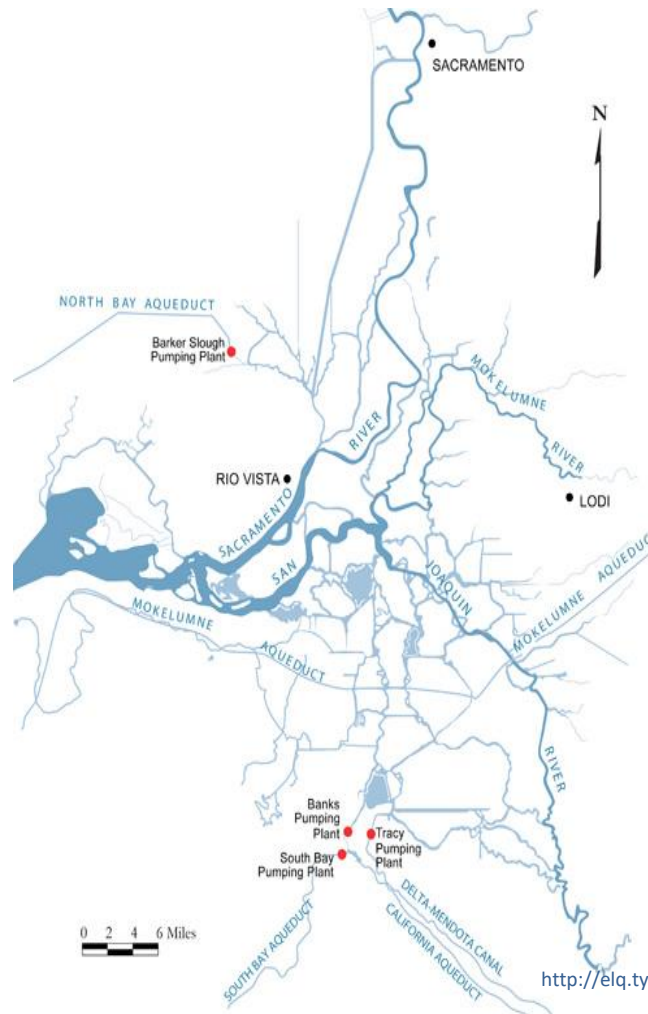 SACRAMENTO
N
NORTH BAY AQUEDUCT
Barker Slough
Pumping Plant
MOKELUMNE
RIVER
RIVER
RIO VISTA
LODI
SACRAMENTO
SAN
JOAQUIN
MOKELUMNE AQUEDUCT
MOKELUMNE
AQUEDUCT
RIVER
Banks
Pumping
Plant
Tracy
Pumping
Plant
South Bay
Pumping Plant
DELTA-MENDOTA CANAL
CALIFORNIA AQUEDUCT
SOUTH BAY AQUEDUCT
0 2 4 6 Miles
http://elq.ty